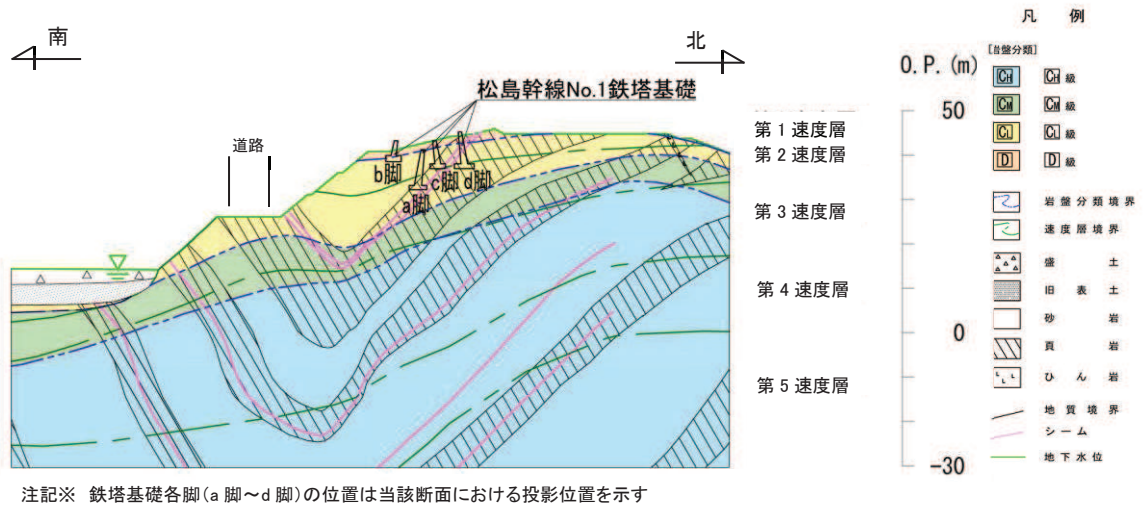 南
北
松島幹線No.1鉄塔基礎
道路
b脚
c脚
d脚
a脚
第1速度層
第2速度層
第3速度層
第4速度層
第5速度層
O.P.(m)
50
0
-30
凡 例
[岩盤分類]
CH CH 級
CM CM 級
CL CL 級
D D 級
岩盤分類境界
速度層境界
盛土
旧表土
砂岩
頁岩
ひん岩
地質境界
シーム
地下水位
注記※ 鉄塔基礎各脚(a脚~d脚)の位置は当該断面における投影位置を示す